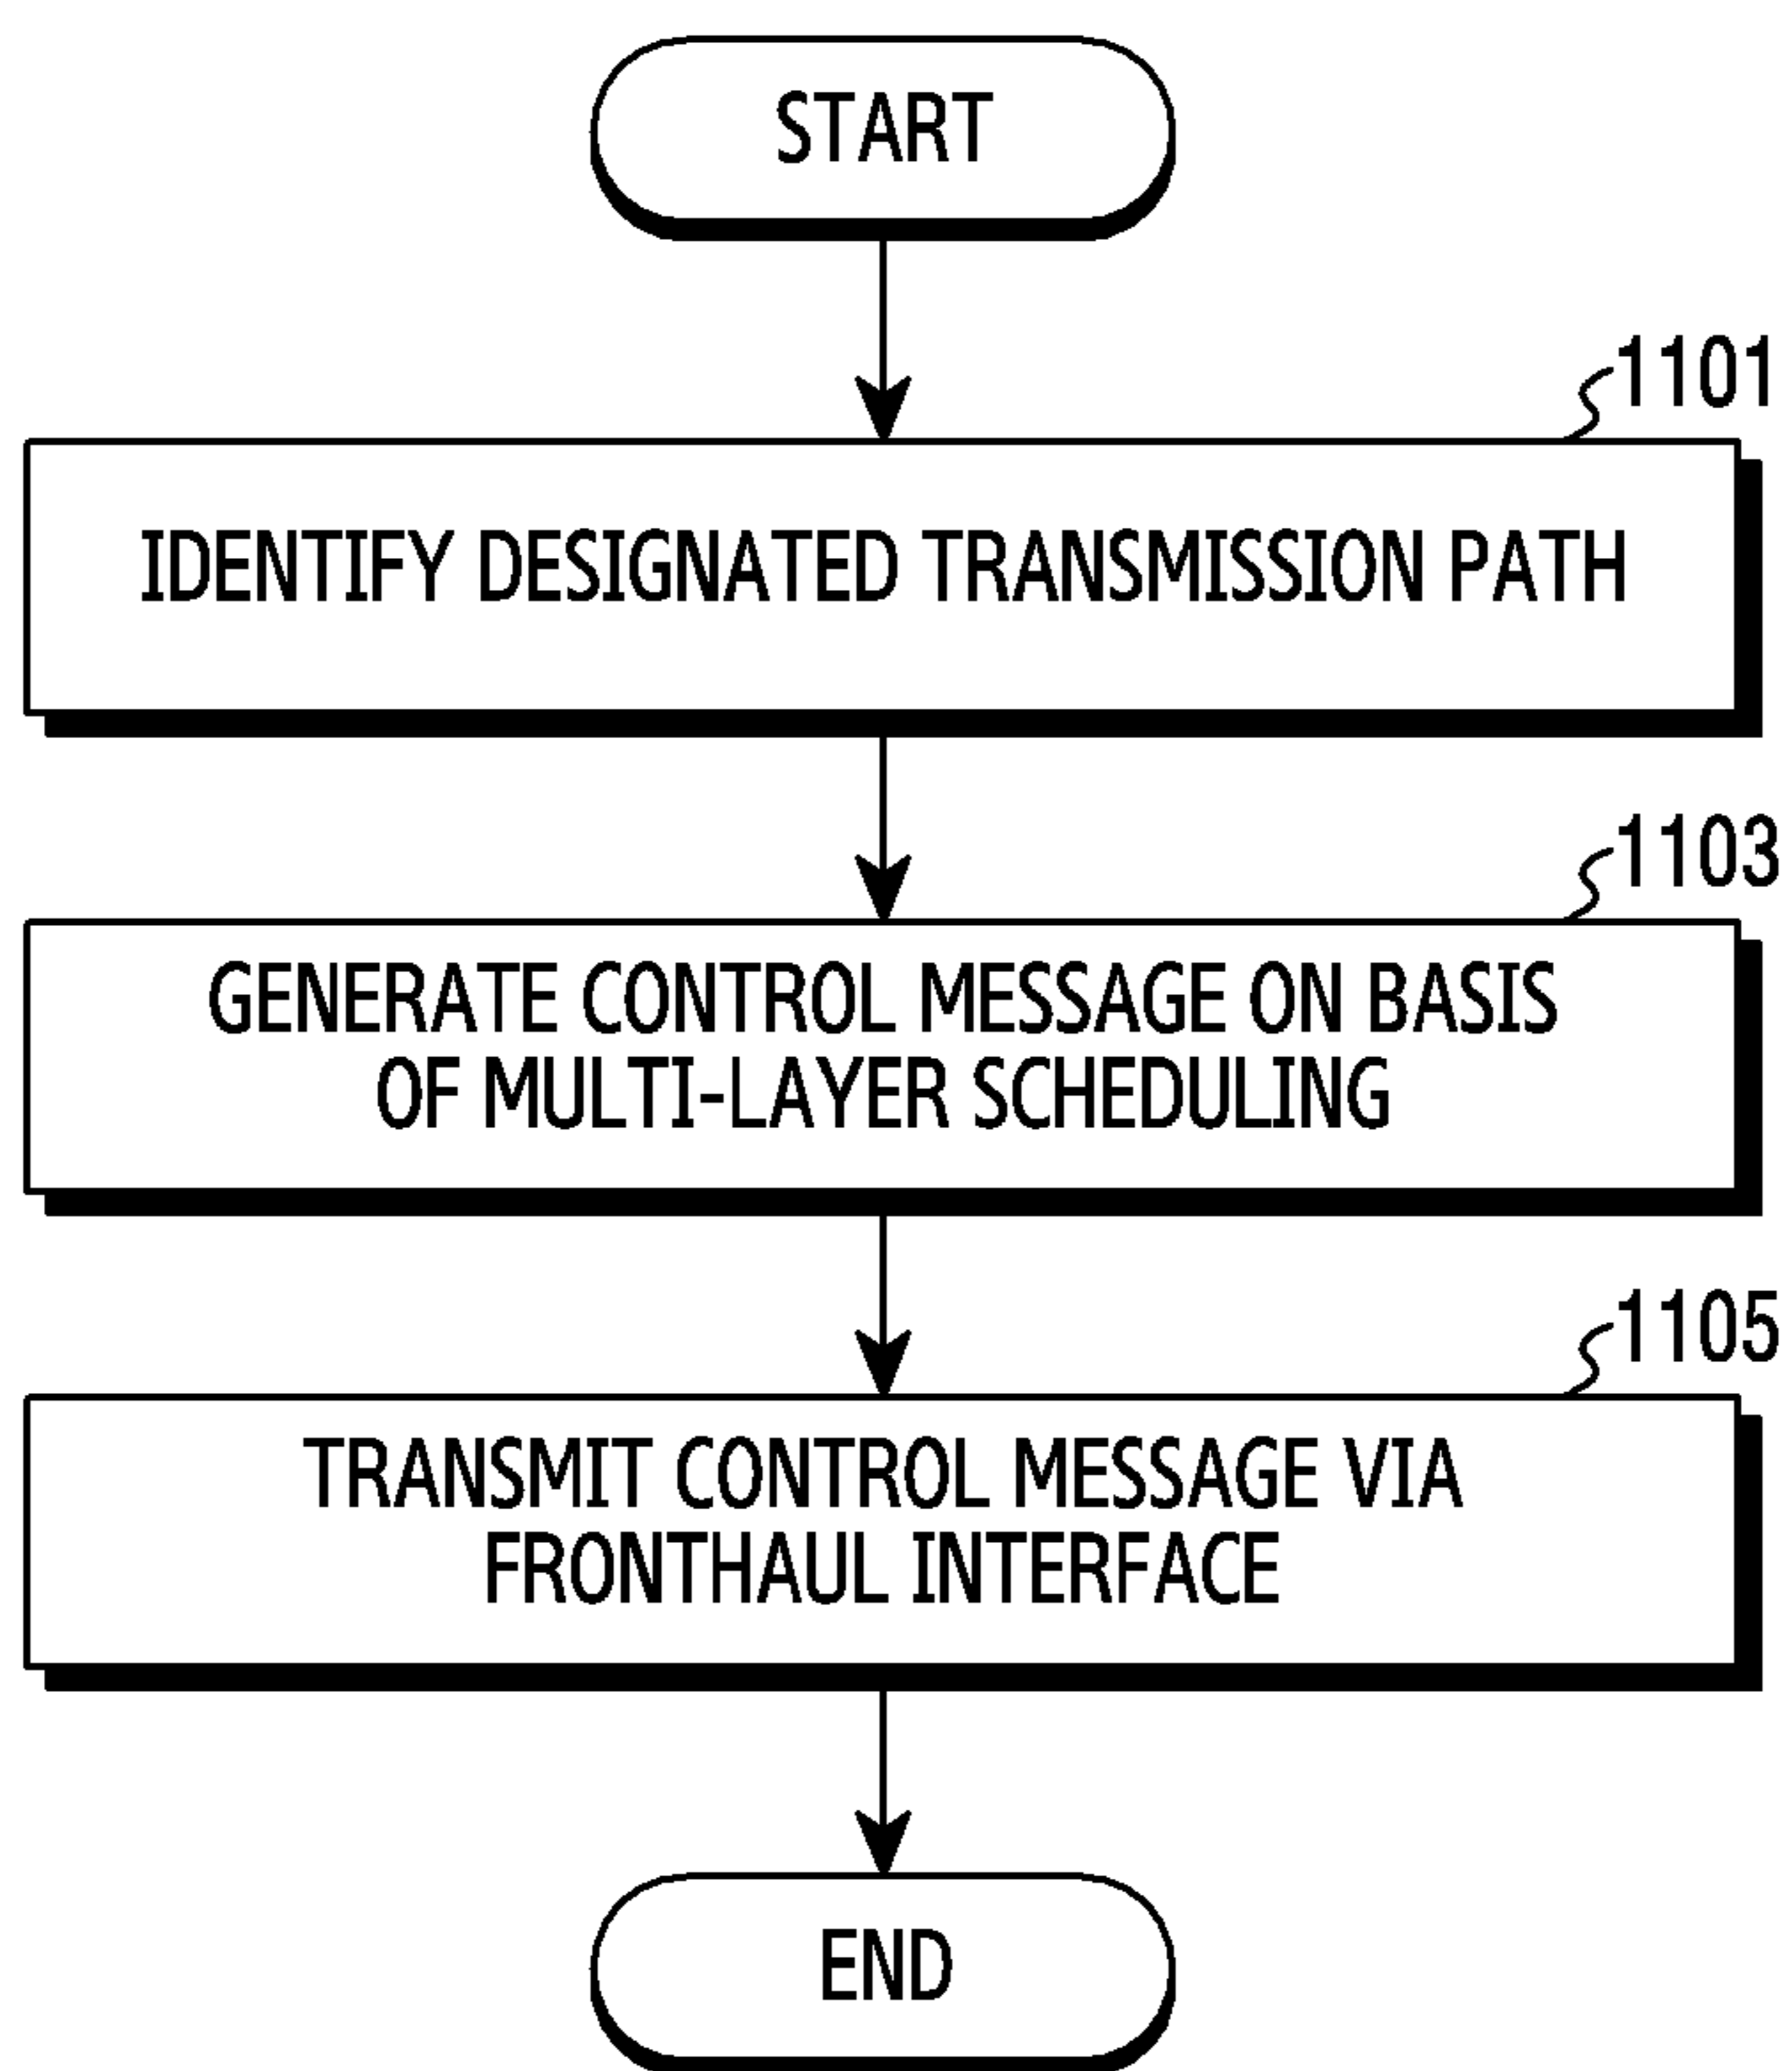 START
1101
IDENTIFY DESIGNATED TRANSMISSION PATH
1103
GENERATE CONTROL MESSAGE ON BASIS
OF MULTI-LAYER SCHEDULING
1105
TRANSMIT CONTROL MESSAGE VIA
FRONTHAUL INTERFACE
END